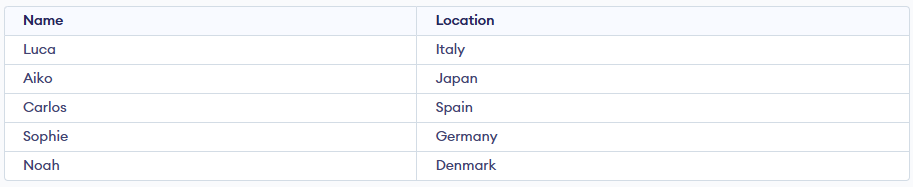 Name Location
Luca Italy
Aiko Japan
Carlos Spain
Sophie Germany
Noah Denmark